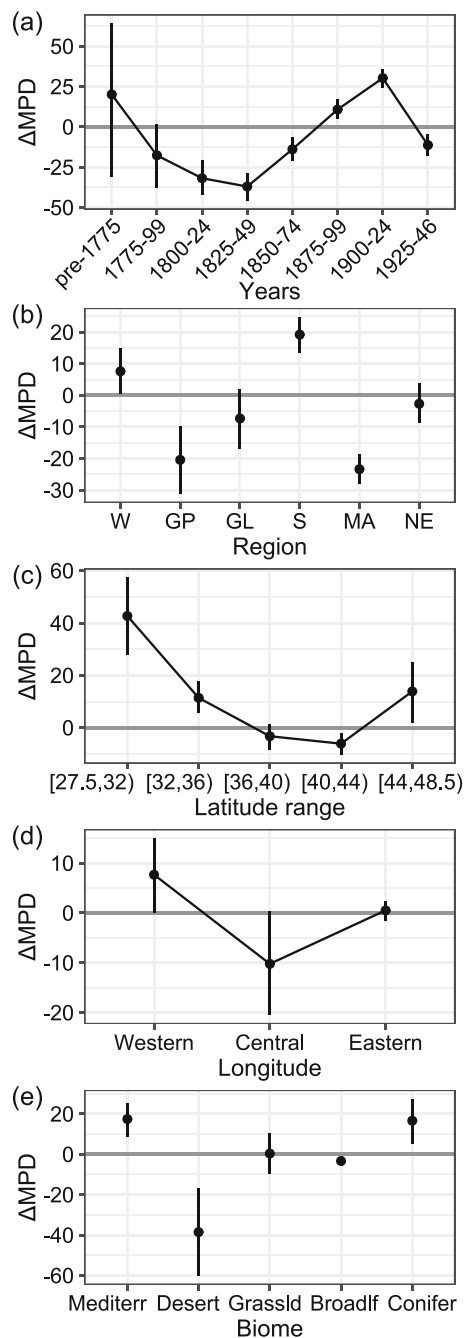 (a)
ΔMPD
50
25
0
-25
-50
pre-1775
1775-99
1800-24
1825-49
1850-74
1875-99
1900-24
1925-46
Years
(b)
ΔMPD
20
10
0
-10
-20
-30
W GP GL S MA NE
Region
(c)
ΔMPD
60
40
20
0
[27.5,32) [32,36) [36,40) [40,44) [44,48.5)
Latitude range
(d)
ΔMPD
10
0
-10
-20
Western Central Eastern
Longitude
(e)
ΔMPD
20
0
-20
-40
-60
Mediterr Desert Grassld Broadlf Conifer
Biome